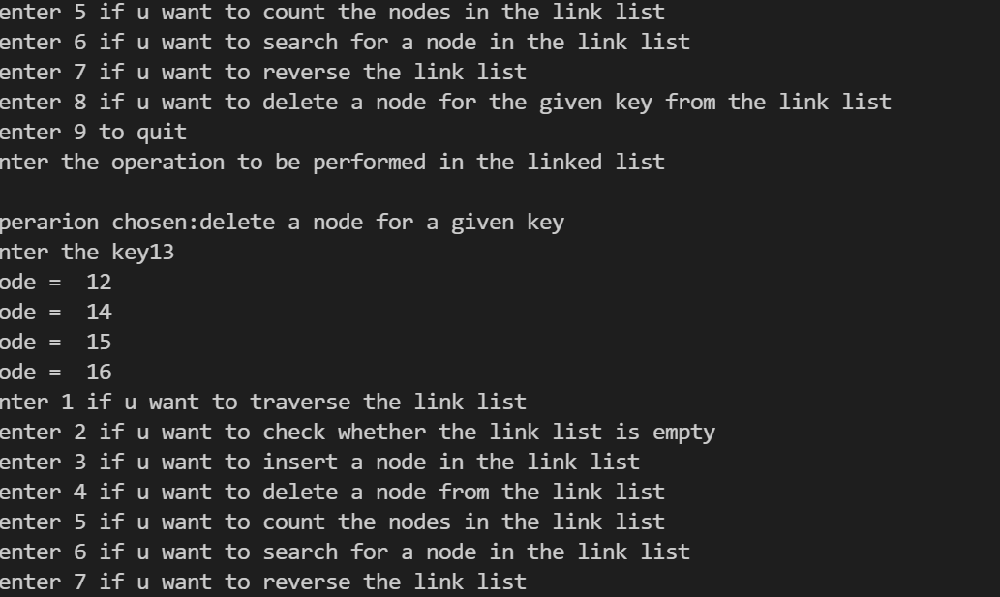 enter 5 if u want to count the nodes in the link list
enter 6 if u want to search for a node in the link list
enter 7 if u want to reverse the link list
enter 8 if u want to delete a node for the given key from the link list
enter 9 to quit
nter the operation to be performed in the linked list
perarion chosen:delete a node for a given key
nter the key13
ode =  12
ode =  14
ode =  15
ode =  16
nter 1 if u want to traverse the link list
enter 2 if u want to check whether the link list is empty
enter 3 if u want to insert a node in the link list
enter 4 if u want to delete a node from the link list
enter 5 if u want to count the nodes in the link list
enter 6 if u want to search for a node in the link list
enter 7 if u want to reverse the link list